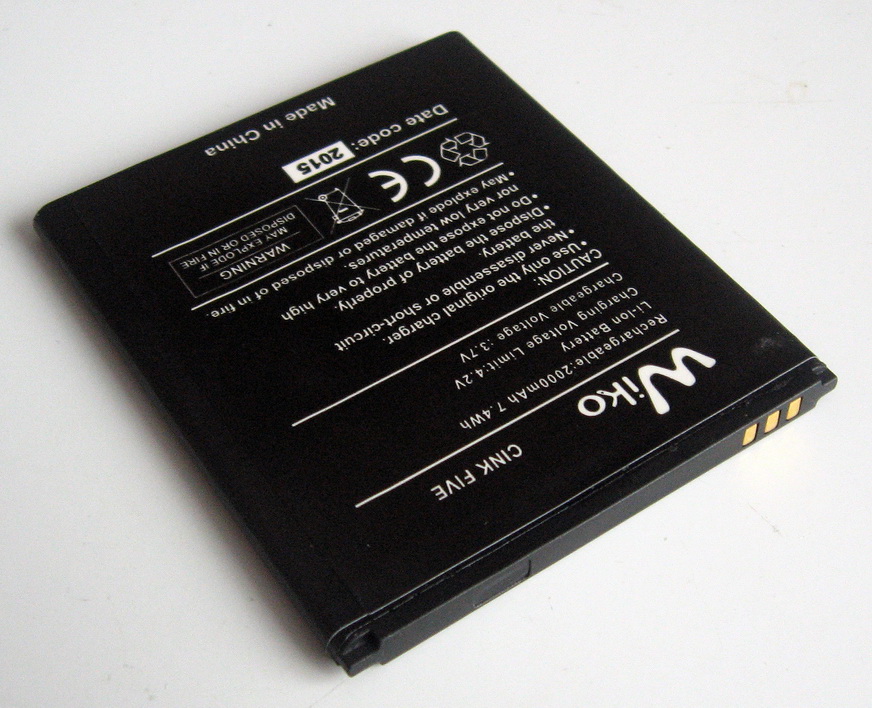 Wiko
CINK FIVE
Rechargeable:2000mAh 7.4Wh
Li-ion Battery
Charging Voltage Limit:4.2V
Chargeable Voltage :3.7V
CAUTION:
•Use only the original charger.
•Never disassemble or short-circuit
the battery.
•Dispose the battery of properly.
•Do not expose the battery to very high
nor very low temperatures.
•May explode if damaged or disposed of in fire.
CE
WARNING
MAY EXPLODE IF
DISPOSED OR IN FIRE
Date code: 2015
Made in China